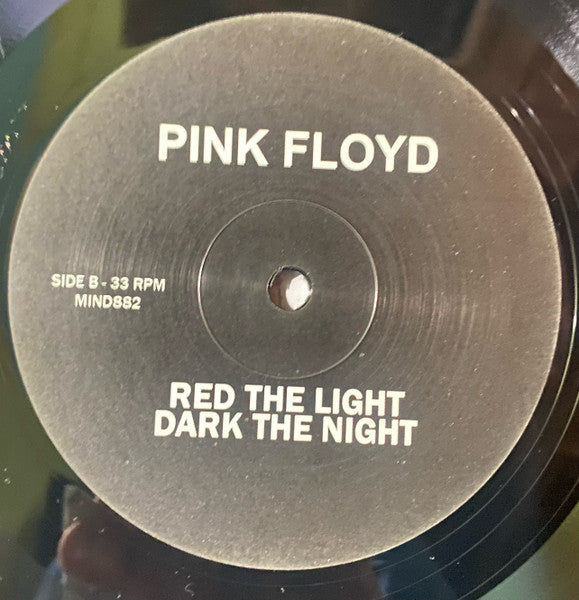 PINK FLOYD
SIDE B - 33 RPM
MIND882
RED THE LIGHT
DARK THE NIGHT